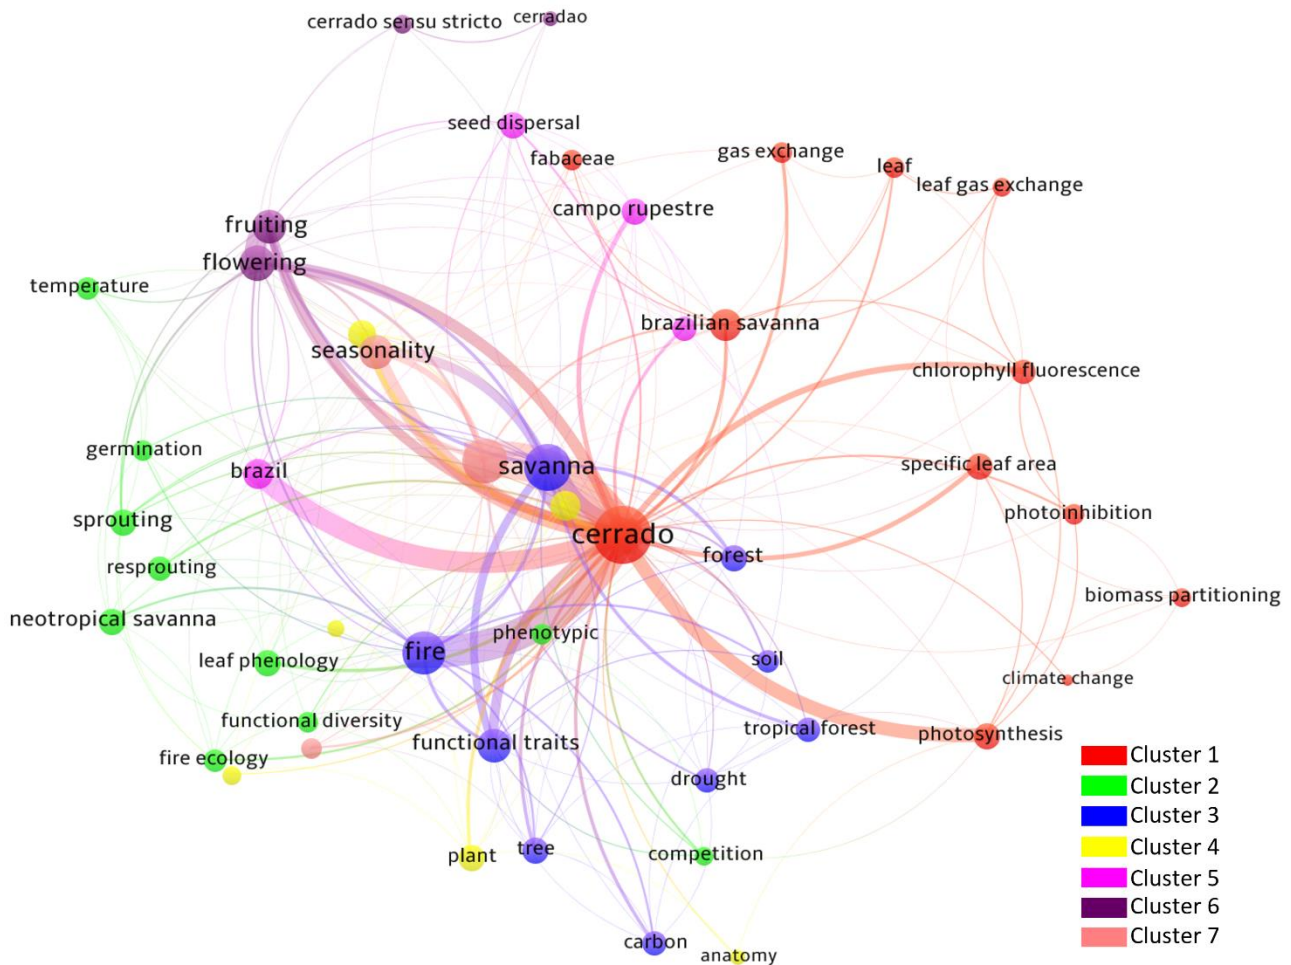 cerrado sensu stricto
cerradao
seed dispersal
fabaceae
gas exchange
leaf
leaf gas exchange
campo rupestre
fruiting
flowering
temperature
brazilian savanna
seasonality
chlorophyll fluorescence
germination
brazil
savanna
specific leaf area
sprouting
cerrado
photoinhibition
resprouting
forest
biomass partitioning
neotropical savanna
phenotypic
fire
leaf phenology
soil
climate change
functional diversity
functional traits
tropical forest
photosynthesis
fire ecology
drought
plant
tree
competition
carbon
anatomy
Cluster 1
Cluster 2
Cluster 3
Cluster 4
Cluster 5
Cluster 6
Cluster 7